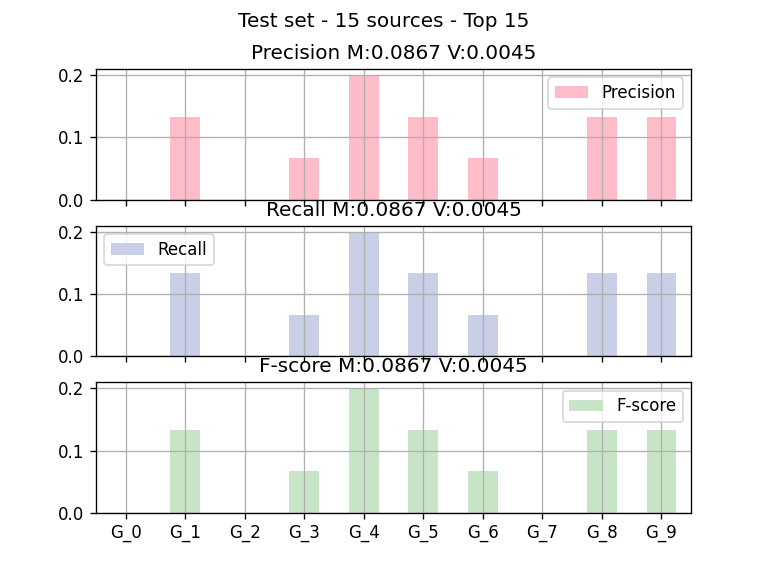 Test set - 15 sources - Top 15
Precision M:0.0867 V:0.0045
0.2
0.1
0.0
Precision
Recall M:0.0867 V:0.0045
0.2
0.1
0.0
Recall
F-score M:0.0867 V:0.0045
0.2
0.1
0.0
F-score
G_0 G_1 G_2 G_3 G_4 G_5 G_6 G_7 G_8 G_9